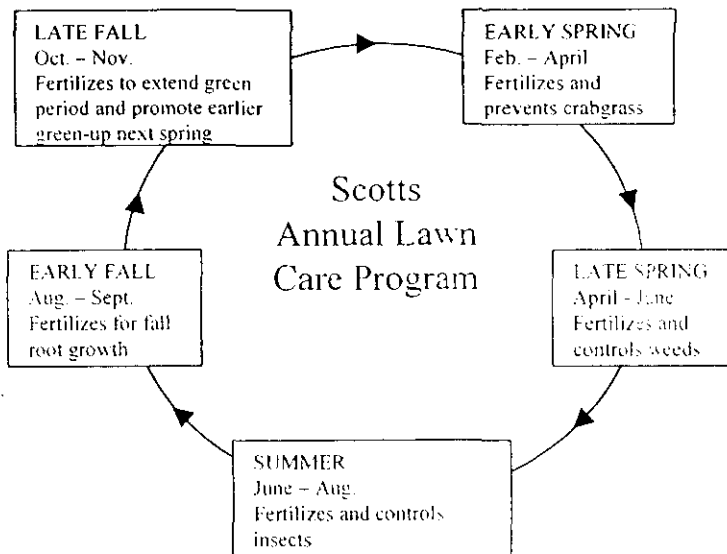 LATE FALL
Oct. – Nov.
Fertilizes to extend green
period and promote earlier
green-up next spring
EARLY SPRING
Feb. – April
Fertilizes and
prevents crabgrass
Scotts
Annual Lawn
Care Program
EARLY FALL
Aug. – Sept.
Fertilizes for fall
root growth
LATE SPRING
April - June
Fertilizes and
controls weeds
SUMMER
June – Aug.
Fertilizes and controls
insects